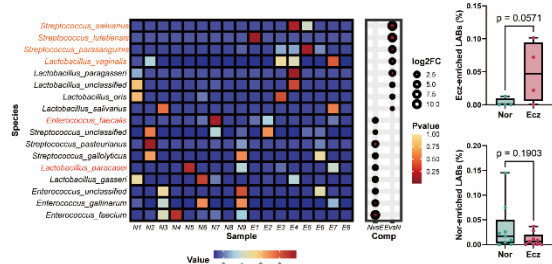 Streptococcus_salivarius
Streptococcus_lutetiensis
Streptococcus_parasanguinis
Lactobacillus_vaginalis
Lactobacillus_paragasseri
Lactobacillus_unclassified
Lactobacillus_oris
Lactobacillus_salivarius
Enterococcus_faecalis
Streptococcus_unclassified
Streptococcus_pasteurianus
Streptococcus_gallolyticus
Lactobacillus_paracasei
Lactobacillus_gasseri
Enterococcus_unclassified
Enterococcus_gallinarum
Enterococcus_faecium
Species
N1 N2 N3 N4 N5 N6 N7 N8 N9 E1 E2 E3 E4 E5 E6 E7 E8
Sample
Value
NvsE EvsN
Comp
log2FC
2.5
5.0
7.5
10.0
Pvalue
1.00
0.75
0.50
0.25
Ecz-enriched LABs (%)
p = 0.0571
0.15
0.10
0.05
0.00
Nor Ecz
Nor-enriched LABs (%)
p = 0.1903
0.20
0.15
0.10
0.05
0.00
Nor Ecz